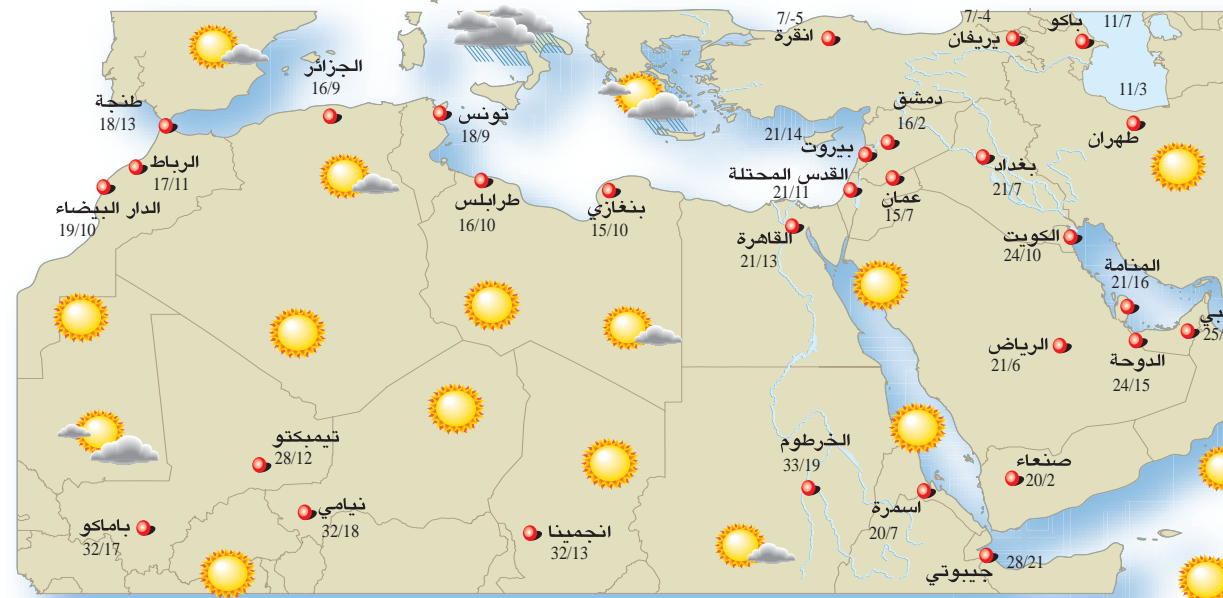 7/-5
انقرة
7/-4
يريفان
باكو
11/7
11/3
طهران
الجزائر
16/9
طنجة
18/13
تونس
18/9
دمشق
16/2
21/14
بيروت
بغداد
21/7
الرباط
17/11
القدس المحتلة
21/11
عمان
15/7
الدار البيضاء
19/10
طرابلس
16/10
بنغازي
15/10
القاهرة
21/13
الكويت
24/10
المنامة
21/16
الرياض
21/6
الدوحة
24/15
بي
25/
تيمبكتو
28/12
الخرطوم
33/19
صنعاء
20/2
نيامي
32/18
باماكو
32/17
انجمينا
32/13
اسمرة
20/7
جيبوتي
28/21